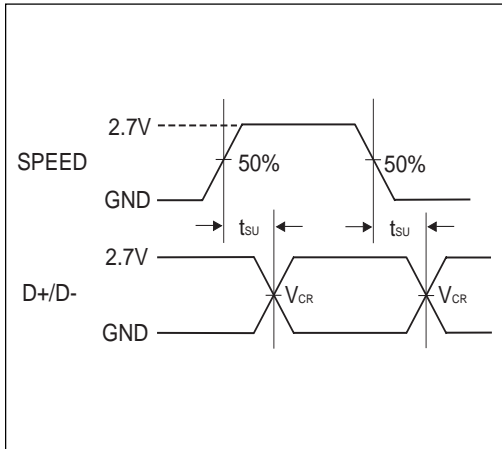 2.7V
SPEED
50%
50%
GND
tSU
tSU
2.7V
D+/D-
VCR
VCR
GND